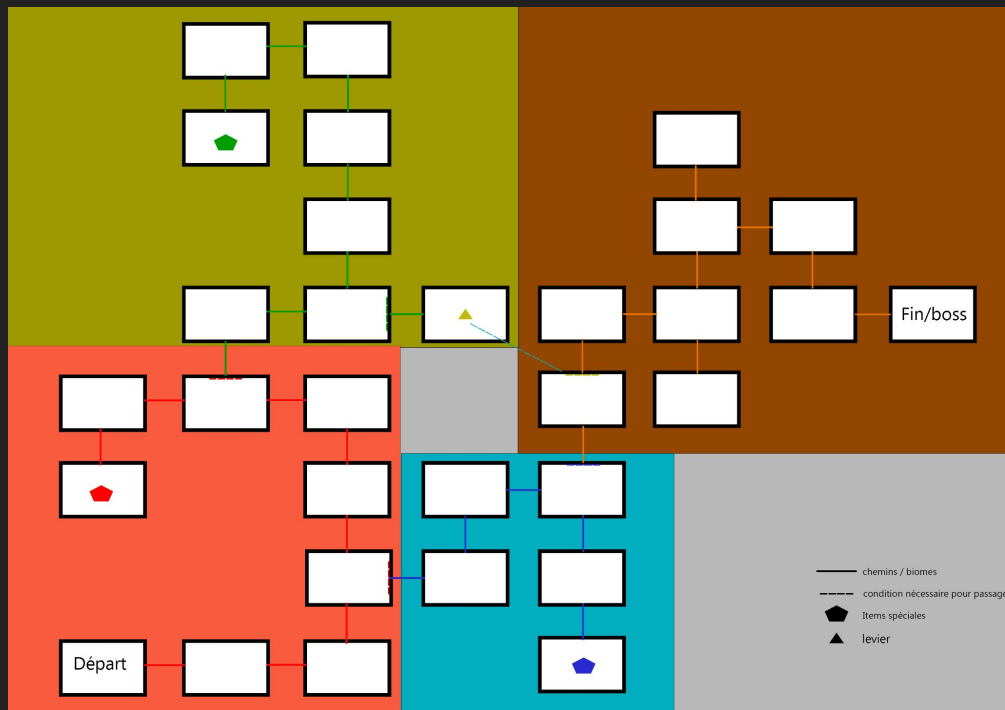 Fin/boss
Départ
chemins / biomes
condition nécessaire pour passage
Items spéciales
levier